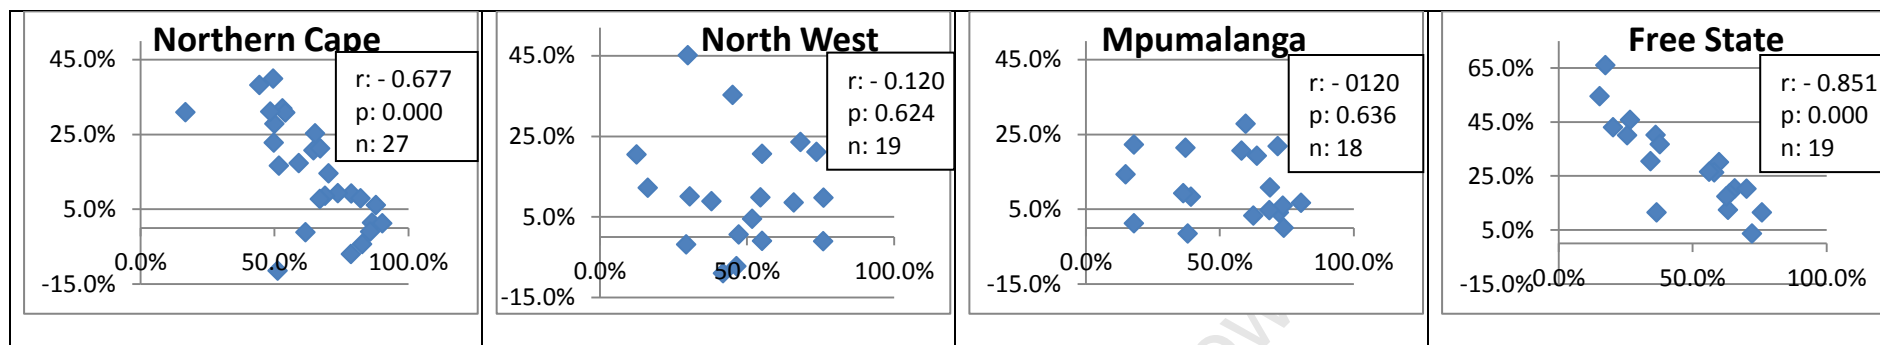 Northern Cape
45.0%
25.0%
5.0%
-15.0%
0.0%
50.0%
100.0%
r: - 0.677
p: 0.000
n: 27
North West
45.0%
25.0%
5.0%
-15.0%
0.0%
50.0%
100.0%
r: - 0.120
p: 0.624
n: 19
Mpumalanga
45.0%
25.0%
5.0%
-15.0%
0.0%
50.0%
100.0%
r: - 0120
p: 0.636
n: 18
Free State
65.0%
45.0%
25.0%
5.0%
-15.0%
0.0%
50.0%
100.0%
r: - 0.851
p: 0.000
n: 19